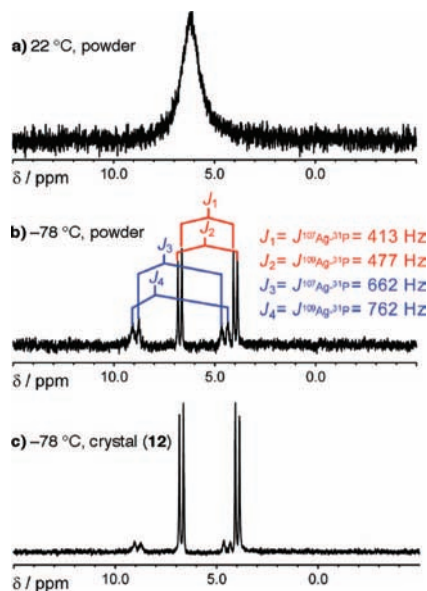 a) 22 °C, powder
10.0 5.0 0.0
δ / ppm
J1
b) –78 °C, powder
J2
J3
J4
J1 = J107Ag-31P = 413 Hz
J2 = J109Ag-31P = 477 Hz
J3 = J107Ag-31P = 662 Hz
J4 = J109Ag-31P = 762 Hz
10.0 5.0 0.0
δ / ppm
c) –78 °C, crystal (12)
10.0 5.0 0.0
δ / ppm